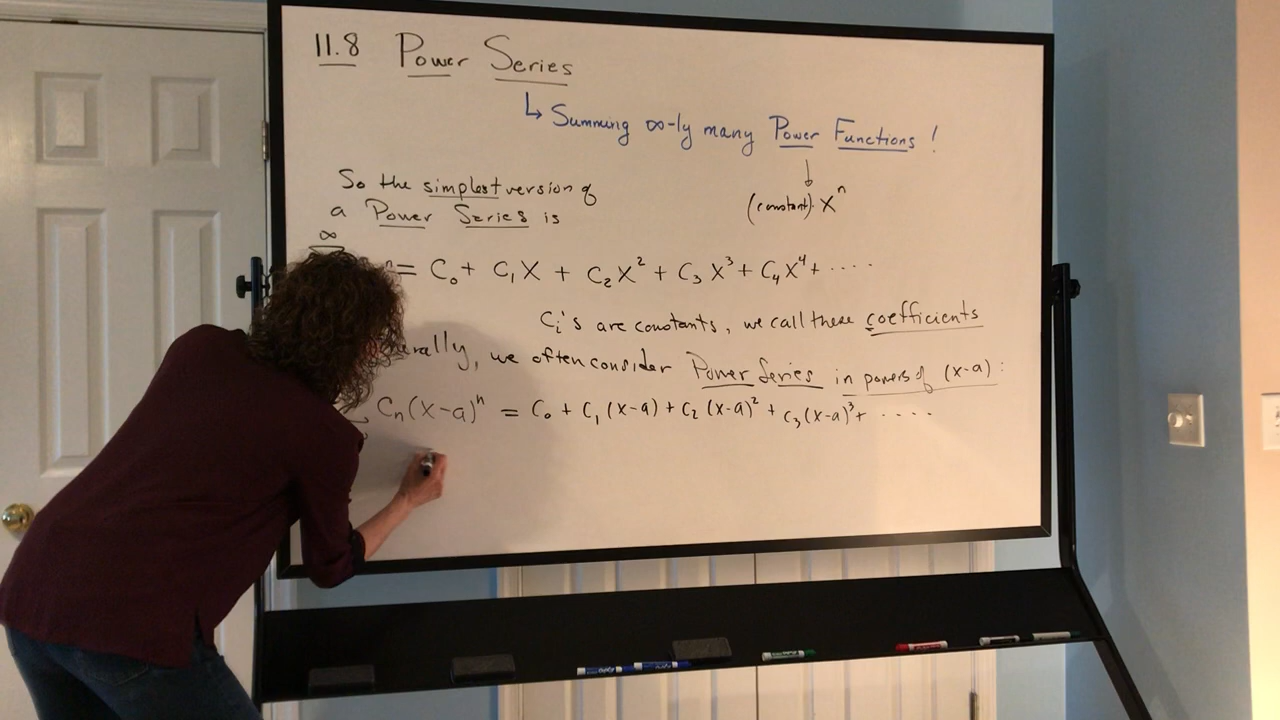 11.8 Power Series
↳ Summing ∞-ly many Power Functions !
So the simplest version of
(constant)· xⁿ
a Power Series is
∞
n = C₀ + C₁X + C₂X² + C₃X³ + C₄X⁴ + ····
Cᵢ's are constants, we call these coefficients
erally, we often consider Power Series in powers of (x-a) :
Cₙ(x-a)ⁿ = C₀ + C₁(x-a) + C₂(x-a)² + C₃(x-a)³ + ····